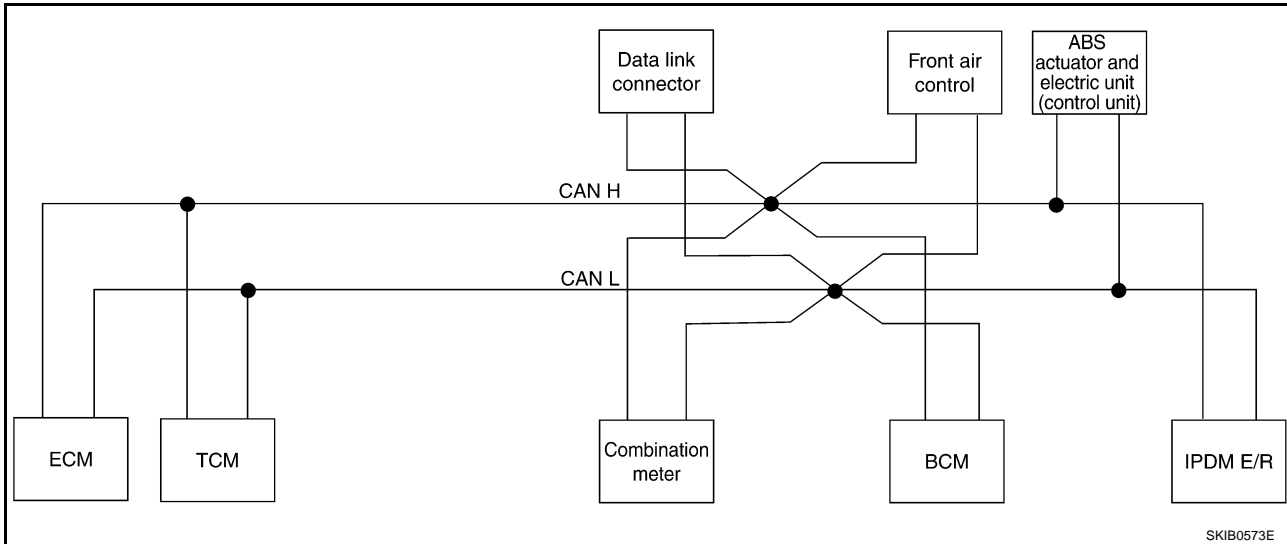 Data link
connector
Front air
control
ABS
actuator and
electric unit
(control unit)
CAN H
CAN L
ECM
TCM
Combination
meter
BCM
IPDM E/R
SKIB0573E